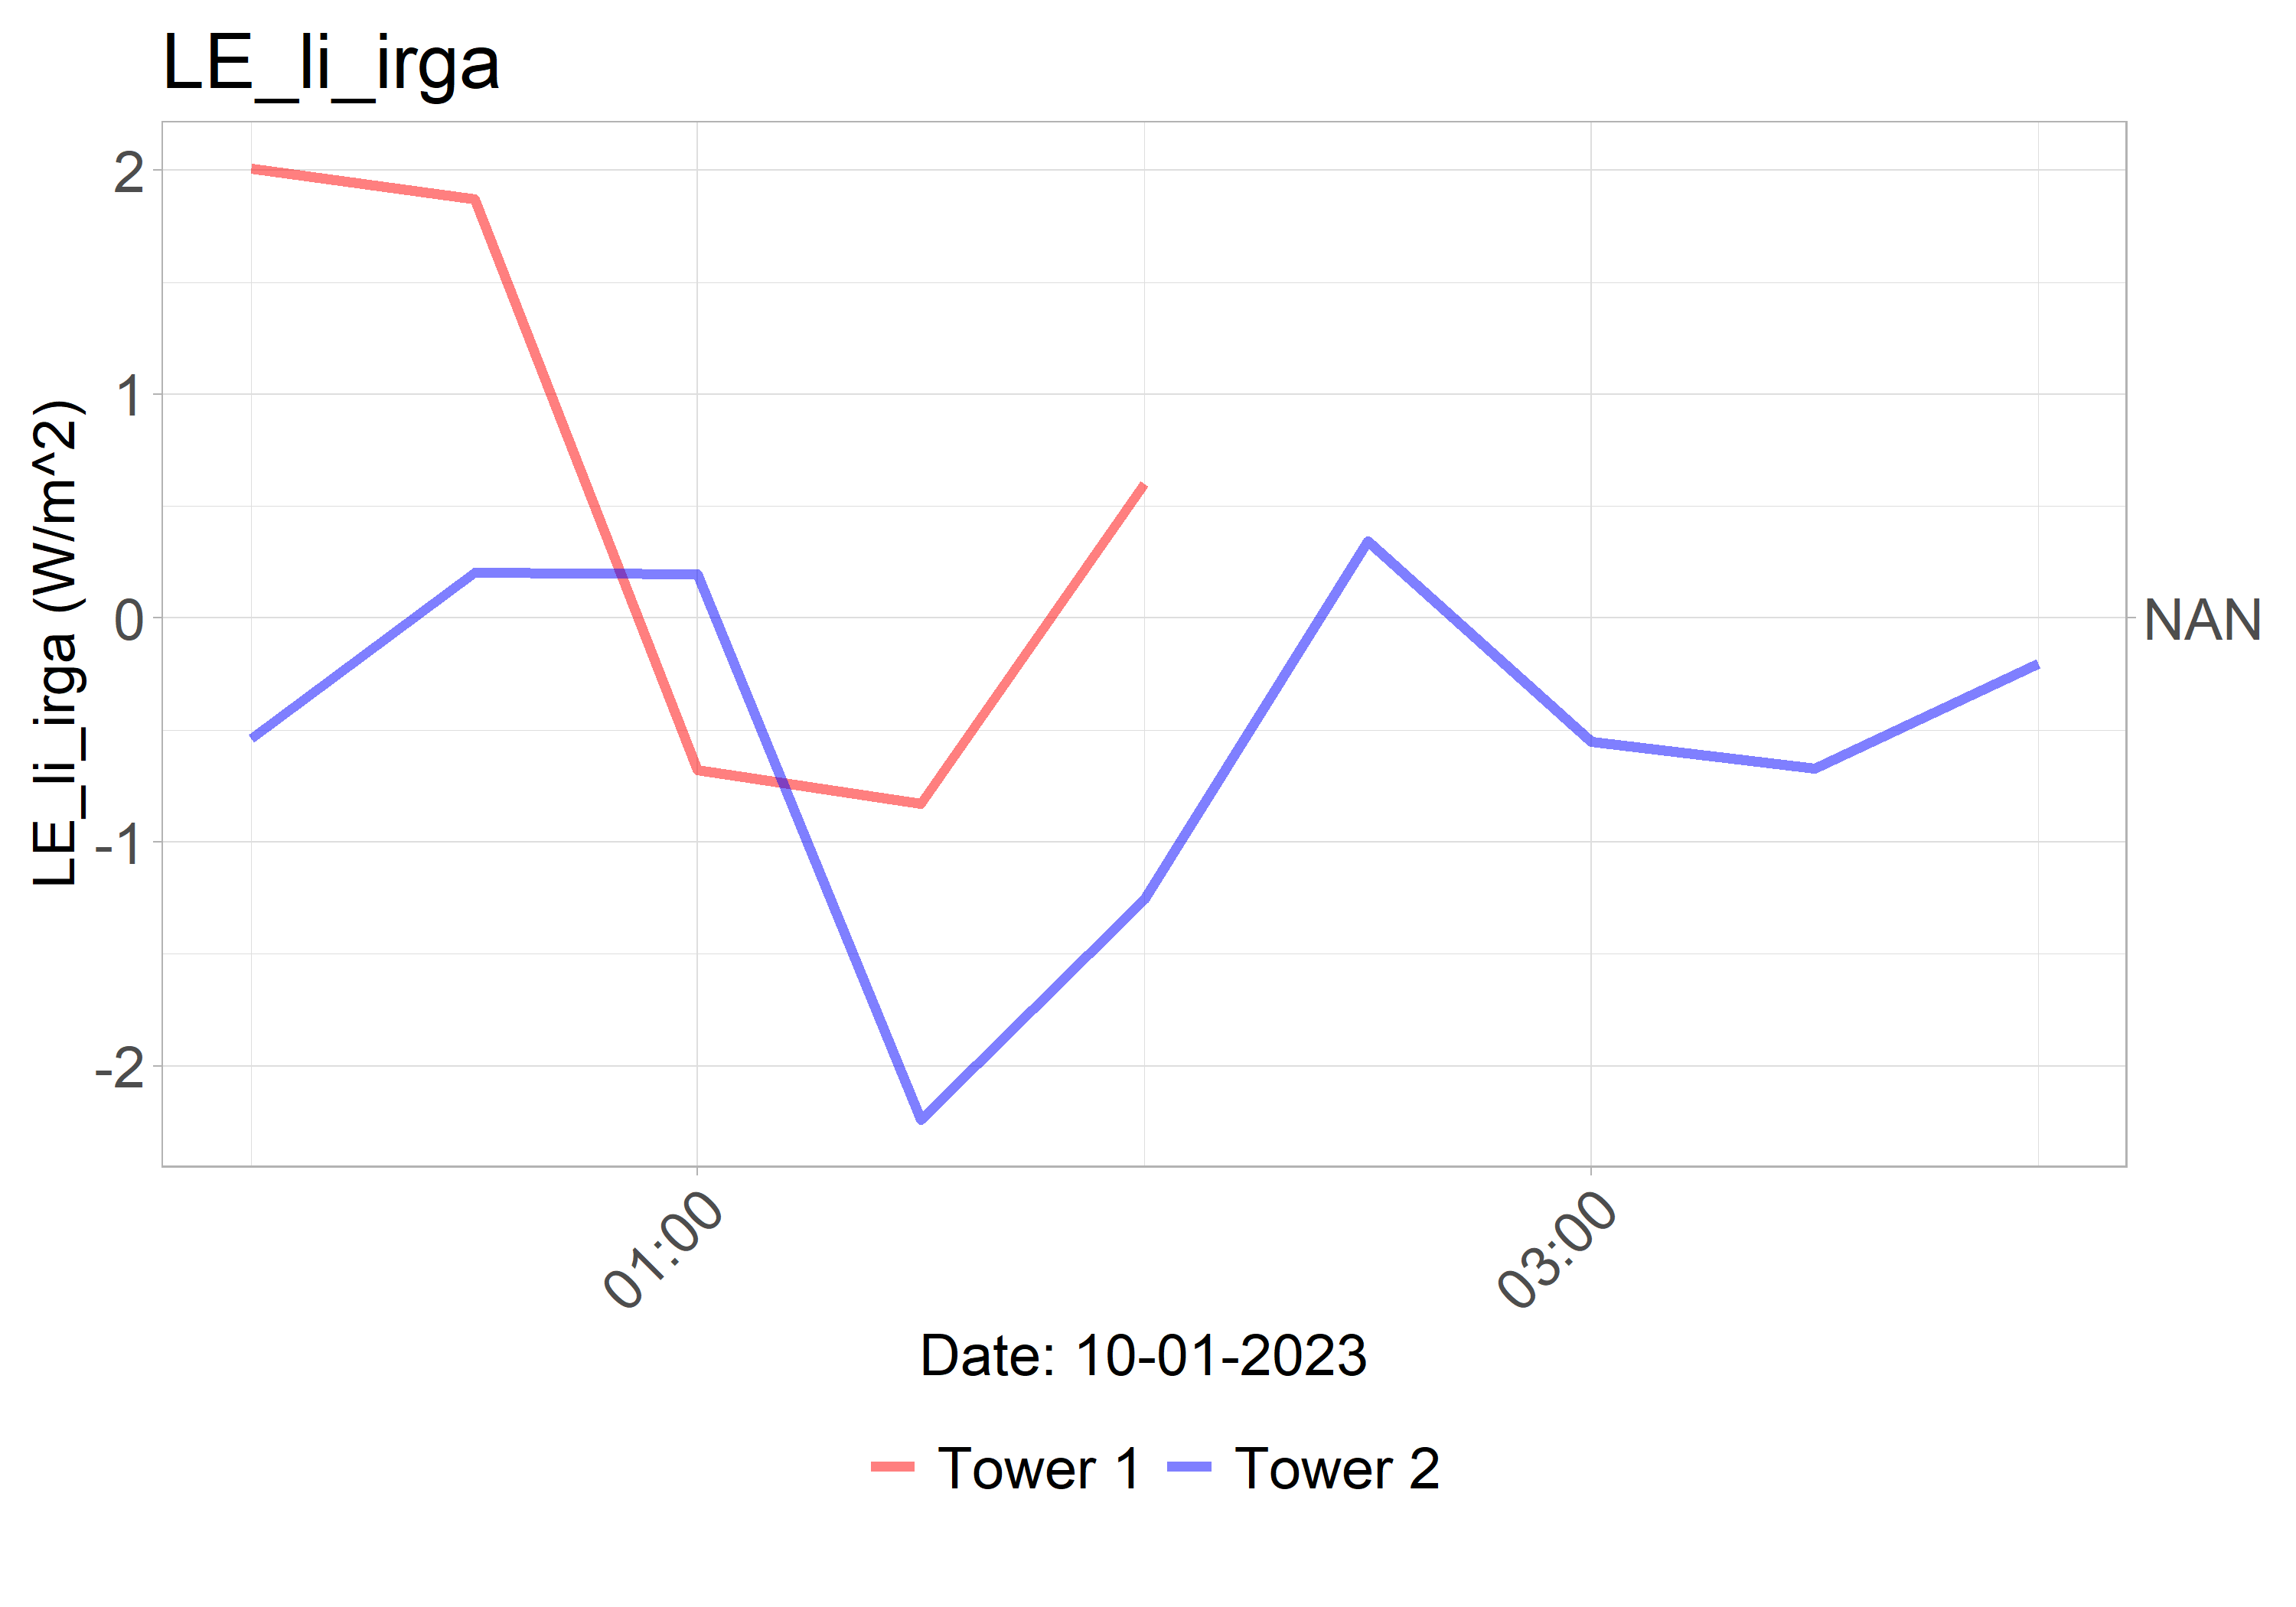 LE_li_irga
LE_li_irga (W/m^2)
2
1
0
-1
-2
NAN
01:00
03:00
Date: 10-01-2023
Tower 1
Tower 2